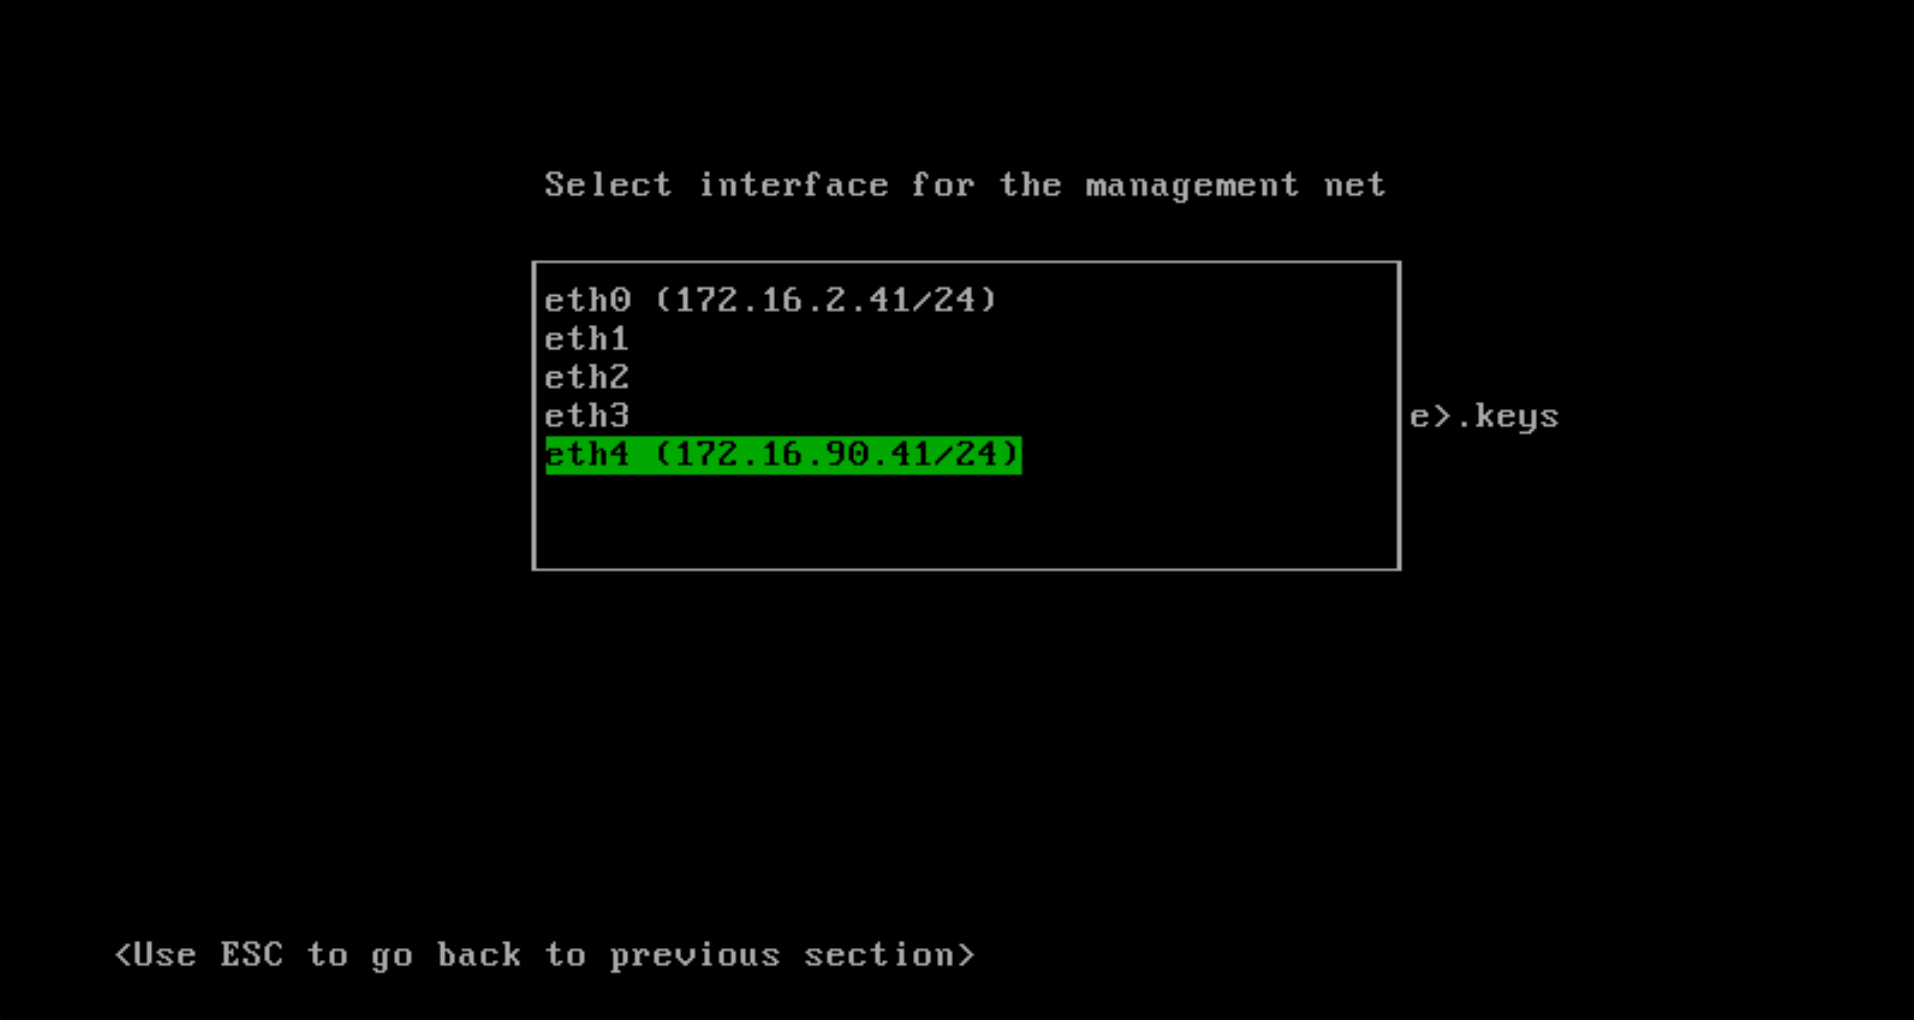 Select interface for the management net
eth0 (172.16.2.41/24)
eth1
eth2
eth3
e>.keys
eth4 (172.16.90.41/24)
<Use ESC to go back to previous section>